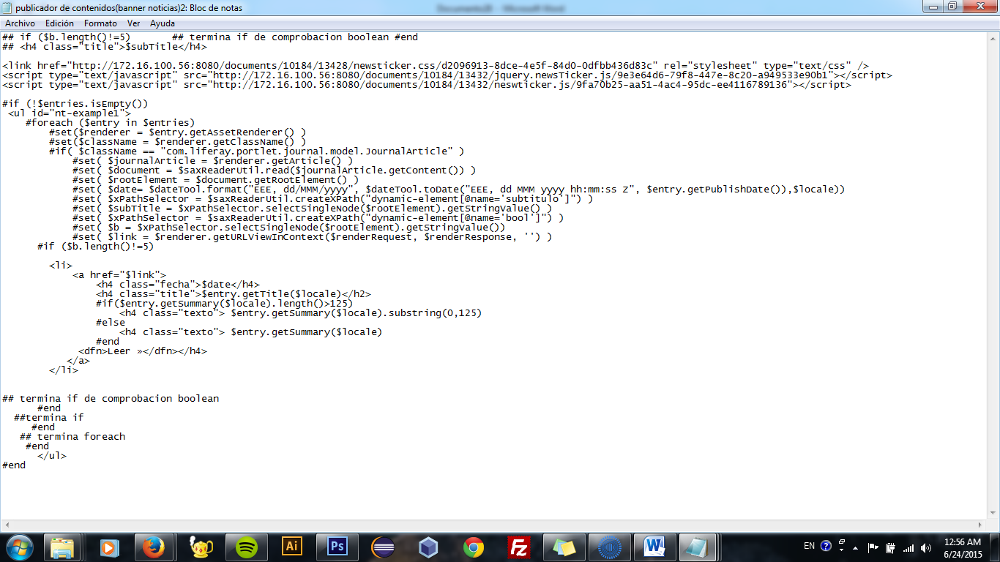 publicador de contenidos(banner noticias)2: Bloc de notas
Documento28 - Microsoft Word
Archivo Edición Formato Ver Ayuda
## if ($b.length()!=5) ## termina if de comprobacion boolean #end
## <h4 class="title">$subTitle</h4>
<link href="http://172.16.100.56:8080/documents/10184/13428/newsticker.css/d2096913-8dce-4e5f-84d0-0dfbb436d83c" rel="stylesheet" type="text/css" />
<script type="text/javascript" src="http://172.16.100.56:8080/documents/10184/13432/jquery.newsTicker.js/9e3e64d6-79f8-447e-8c20-a949533e90b1"></script>
<script type="text/javascript" src="http://172.16.100.56:8080/documents/10184/13432/neswticker.js/9fa70b25-aa51-4ac4-95dc-ee4116789136"></script>
#if (!$entries.isEmpty())
<ul id="nt-example1">
#foreach ($entry in $entries)
#set($renderer = $entry.getAssetRenderer() )
#set($className = $renderer.getClassName() )
#if( $className == "com.liferay.portlet.journal.model.JournalArticle" )
#set( $journalArticle = $renderer.getArticle() )
#set( $document = $saxReaderUtil.read($journalArticle.getContent()) )
#set( $rootElement = $document.getRootElement() )
#set( $date= $dateTool.format("EEE, dd/MMM/yyyy", $dateTool.toDate("EEE, dd MMM yyyy hh:mm:ss Z", $entry.getPublishDate()),$locale))
#set( $xPathSelector = $saxReaderUtil.createXPath("dynamic-element[@name='subtitulo']") )
#set( $subTitle = $xPathSelector.selectSingleNode($rootElement).getStringValue() )
#set( $xPathSelector = $saxReaderUtil.createXPath("dynamic-element[@name='bool']") )
#set( $b = $xPathSelector.selectSingleNode($rootElement).getStringValue())
#set( $link = $renderer.getURLViewInContext($renderRequest, $renderResponse, '') )
#if ($b.length()!=5)
<li>
<a href="$link">
<h4 class="fecha">$date</h4>
<h4 class="title">$entry.getTitle($locale)</h2>
#if($entry.getSummary($locale).length()>125)
<h4 class="texto"> $entry.getSummary($locale).substring(0,125)
#else
<h4 class="texto"> $entry.getSummary($locale)
#end
<dfn>Leer »</dfn></h4>
</a>
</li>
## termina if de comprobacion boolean
#end
##termina if
#end
## termina foreach
#end
</ul>
#end
Ai
Ps
Fz
W
EN
?
12:56 AM
6/24/2015